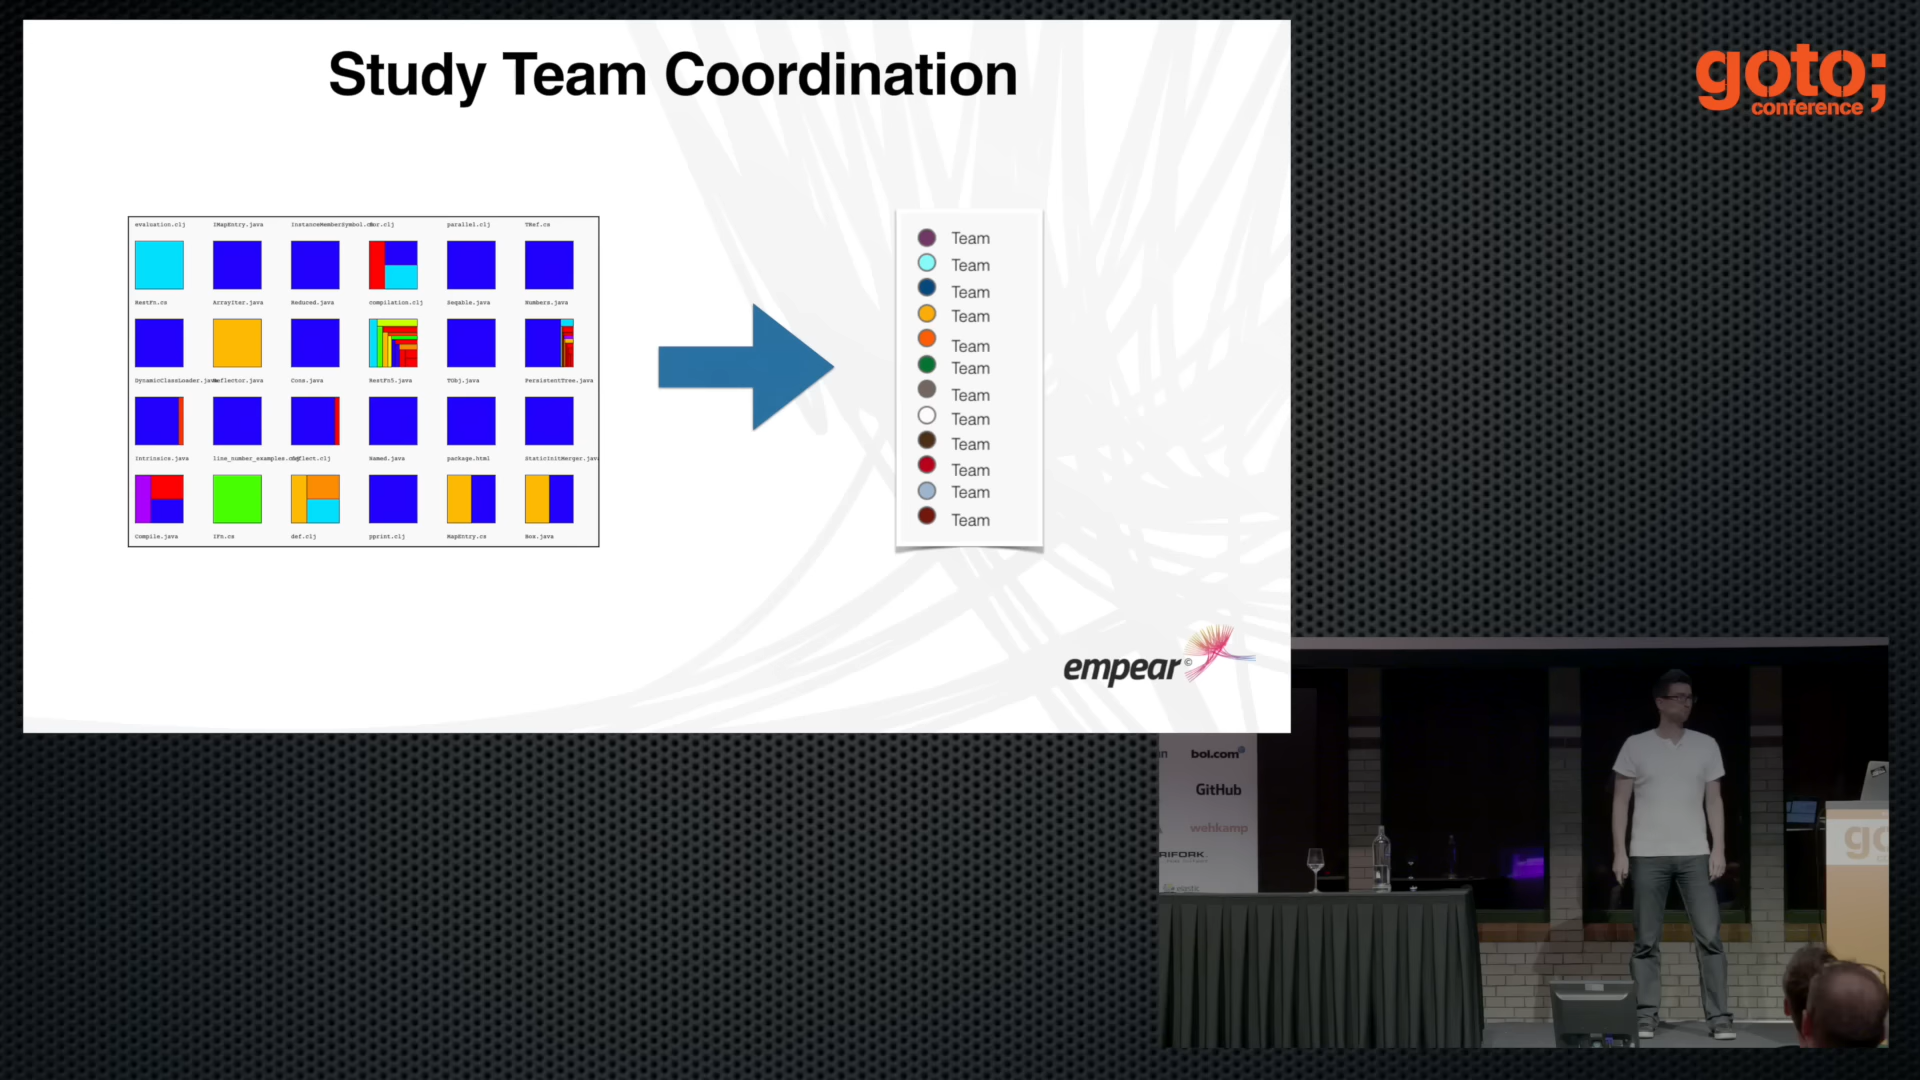 Study Team Coordination
goto;
conference
evaluation.clj IMapEntry.java parallel.clj TRef.cs
RestFn.cs ArrayIter.java Reduced.java compilation.clj Seqable.java Numbers.java
Cons.java RestFn5.java TObj.java PersistentTree.java
Intrinsics.java Named.java package.html
Compile.java IFn.cs def.clj pprint.clj MapEntry.cs Box.java
Team
Team
Team
Team
Team
Team
Team
Team
Team
Team
Team
Team
empear©
bol.com
GitHub
wehkamp